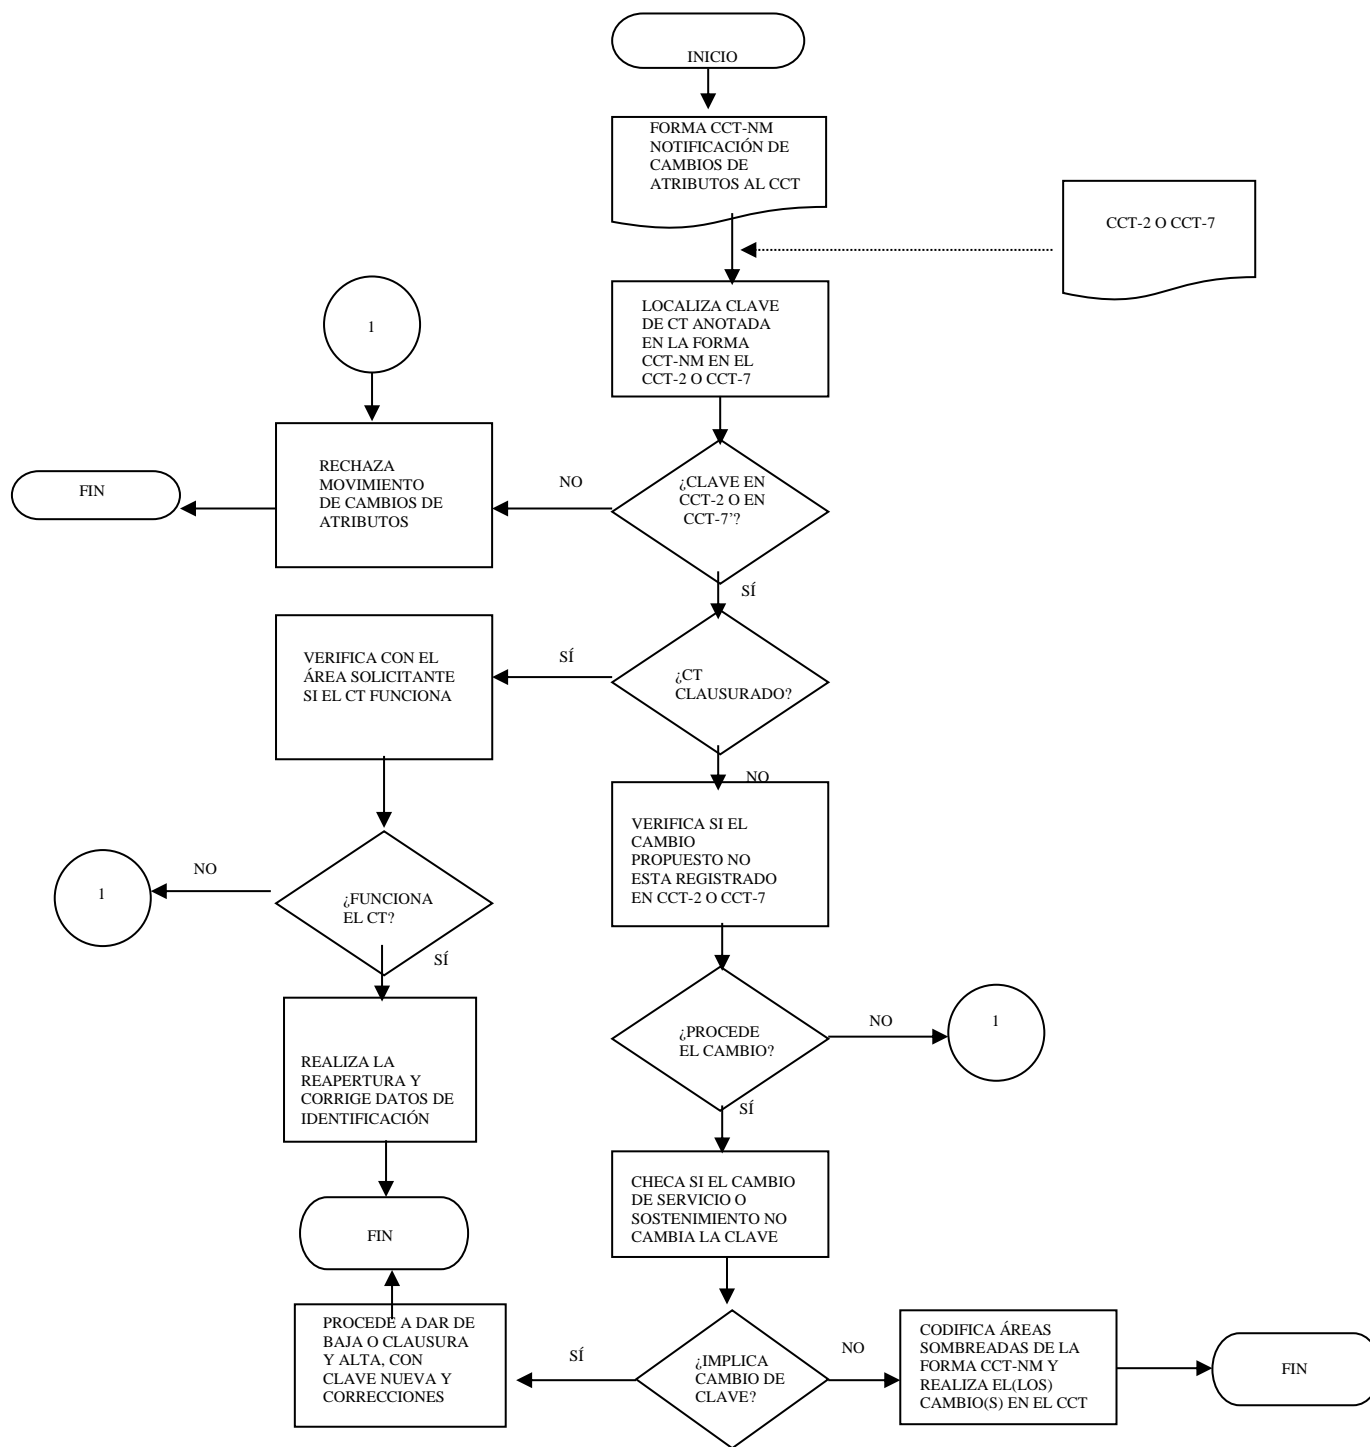 INICIO
FORMA CCT-NM
NOTIFICACIÓN DE
CAMBIOS DE
ATRIBUTOS AL CCT
CCT-2 O CCT-7
LOCALIZA CLAVE
DE CT ANOTADA
EN LA FORMA
CCT-NM EN EL
CCT-2 O CCT-7
1
RECHAZA
MOVIMIENTO
DE CAMBIOS DE
ATRIBUTOS
FIN
NO
¿CLAVE EN
CCT-2 O EN
CCT-7’?
SÍ
VERIFICA CON EL
ÁREA SOLICITANTE
SI EL CT FUNCIONA
SÍ
¿CT
CLAUSURADO?
NO
VERIFICA SI EL
CAMBIO
PROPUESTO NO
ESTA REGISTRADO
EN CCT-2 O CCT-7
1
NO
¿FUNCIONA
EL CT?
SÍ
¿PROCEDE
EL CAMBIO?
NO
1
SÍ
REALIZA LA
REAPERTURA Y
CORRIGE DATOS DE
IDENTIFICACIÓN
CHECA SI EL CAMBIO
DE SERVICIO O
SOSTENIMIENTO NO
CAMBIA LA CLAVE
FIN
PROCEDE A DAR DE
BAJA O CLAUSURA
Y ALTA, CON
CLAVE NUEVA Y
CORRECCIONES
SÍ
¿IMPLICA
CAMBIO DE
CLAVE?
NO
CODIFICA ÁREAS
SOMBREADAS DE LA
FORMA CCT-NM Y
REALIZA EL(LOS)
CAMBIO(S) EN EL CCT
FIN